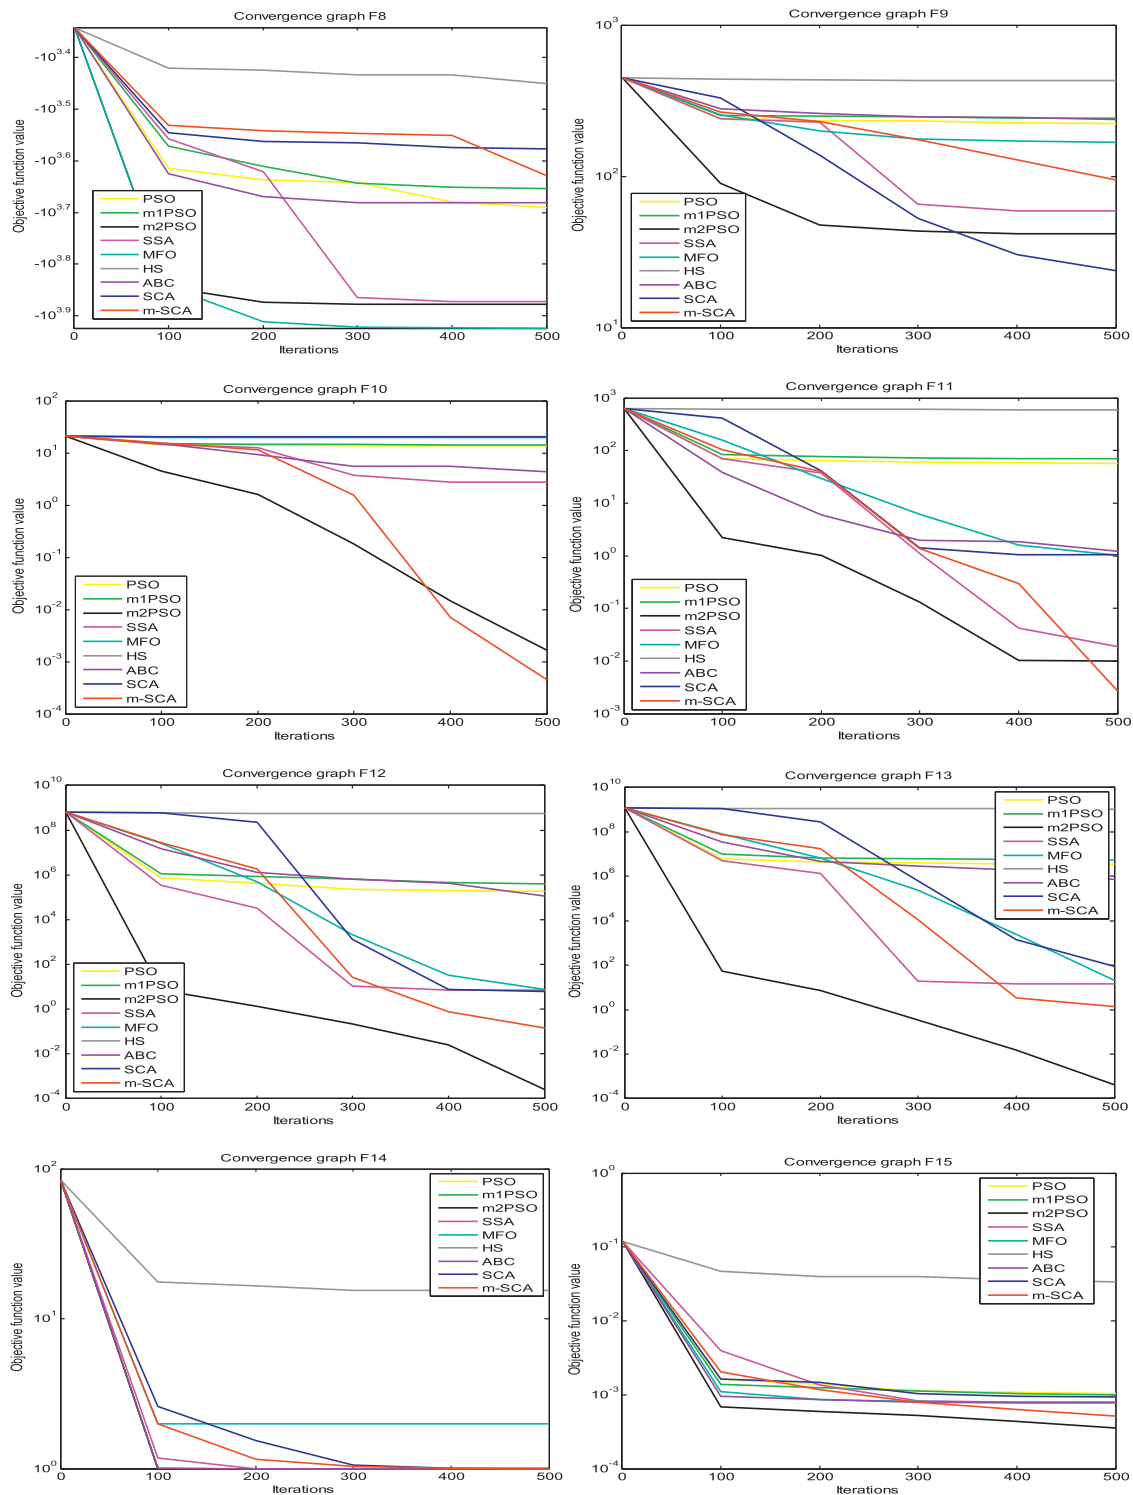 Convergence graph F8
Objective function value
-10^3.4
-10^3.5
-10^3.6
-10^3.7
-10^3.8
-10^3.9
PSO
m1PSO
m2PSO
SSA
MFO
HS
ABC
SCA
m-SCA
0 100 200 300 400 500
Iterations
Convergence graph F9
Objective function value
10^3
10^2
10^1
PSO
m1PSO
m2PSO
SSA
MFO
HS
ABC
SCA
m-SCA
0 100 200 300 400 500
Iterations
Convergence graph F10
Objective function value
10^2
10^1
10^0
10^-1
10^-2
10^-3
10^-4
PSO
m1PSO
m2PSO
SSA
MFO
HS
ABC
SCA
m-SCA
0 100 200 300 400 500
Iterations
Convergence graph F11
Objective function value
10^3
10^2
10^1
10^0
10^-1
10^-2
10^-3
PSO
m1PSO
m2PSO
SSA
MFO
HS
ABC
SCA
m-SCA
0 100 200 300 400 500
Iterations
Convergence graph F12
Objective function value
10^10
10^8
10^6
10^4
10^2
10^0
10^-2
10^-4
PSO
m1PSO
m2PSO
SSA
MFO
HS
ABC
SCA
m-SCA
0 100 200 300 400 500
Iterations
Convergence graph F13
Objective function value
10^10
10^8
10^6
10^4
10^2
10^0
10^-2
10^-4
PSO
m1PSO
m2PSO
SSA
MFO
HS
ABC
SCA
m-SCA
0 100 200 300 400 500
Iterations
Convergence graph F14
Objective function value
10^2
10^1
10^0
PSO
m1PSO
m2PSO
SSA
MFO
HS
ABC
SCA
m-SCA
0 100 200 300 400 500
Iterations
Convergence graph F15
Objective function value
10^0
10^-1
10^-2
10^-3
10^-4
PSO
m1PSO
m2PSO
SSA
MFO
HS
ABC
SCA
m-SCA
0 100 200 300 400 500
Iterations